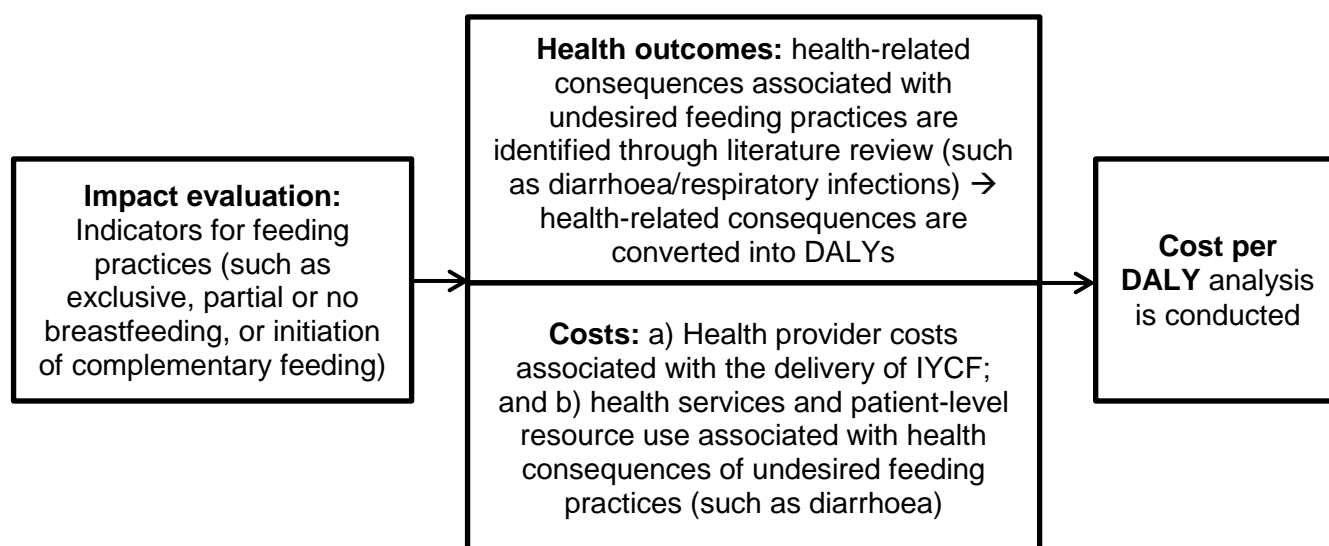 Impact evaluation:
Indicators for feeding
practices (such as
exclusive, partial or no
breastfeeding, or initiation
of complementary feeding)
Health outcomes: health-related
consequences associated with
undesired feeding practices are
identified through literature review (such
as diarrhoea/respiratory infections) →
health-related consequences are
converted into DALYs
Costs: a) Health provider costs
associated with the delivery of IYCF;
and b) health services and patient-level
resource use associated with health
consequences of undesired feeding
practices (such as diarrhoea)
Cost per
DALY analysis
is conducted